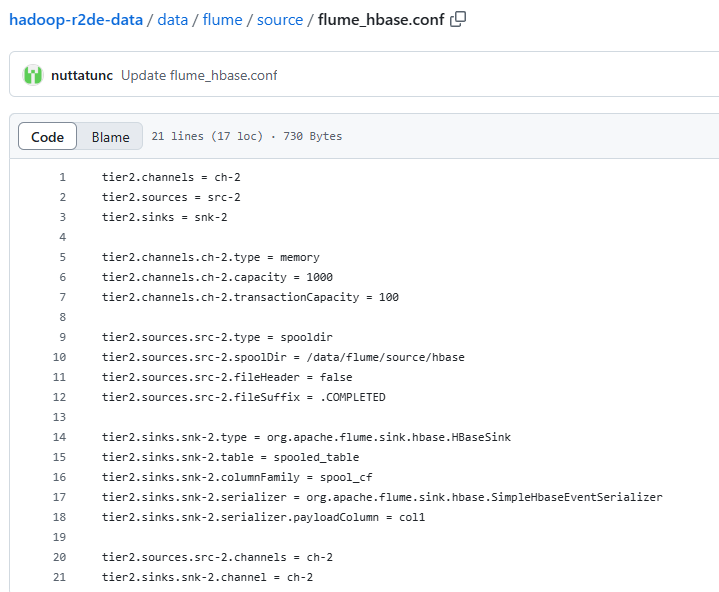 hadoop-r2de-data / data / flume / source / flume_hbase.conf
nuttatunc Update flume_hbase.conf
Code Blame 21 lines (17 loc) · 730 Bytes
1 tier2.channels = ch-2
2 tier2.sources = src-2
3 tier2.sinks = snk-2
4
5 tier2.channels.ch-2.type = memory
6 tier2.channels.ch-2.capacity = 1000
7 tier2.channels.ch-2.transactionCapacity = 100
8
9 tier2.sources.src-2.type = spooldir
10 tier2.sources.src-2.spoolDir = /data/flume/source/hbase
11 tier2.sources.src-2.fileHeader = false
12 tier2.sources.src-2.fileSuffix = .COMPLETED
13
14 tier2.sinks.snk-2.type = org.apache.flume.sink.hbase.HBaseSink
15 tier2.sinks.snk-2.table = spooled_table
16 tier2.sinks.snk-2.columnFamily = spool_cf
17 tier2.sinks.snk-2.serializer = org.apache.flume.sink.hbase.SimpleHbaseEventSerializer
18 tier2.sinks.snk-2.serializer.payloadColumn = col1
19
20 tier2.sources.src-2.channels = ch-2
21 tier2.sinks.snk-2.channel = ch-2